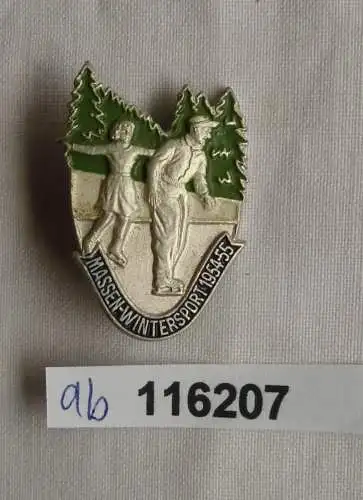 MASSEN-WINTERSPORT 1954-55
ab 116207